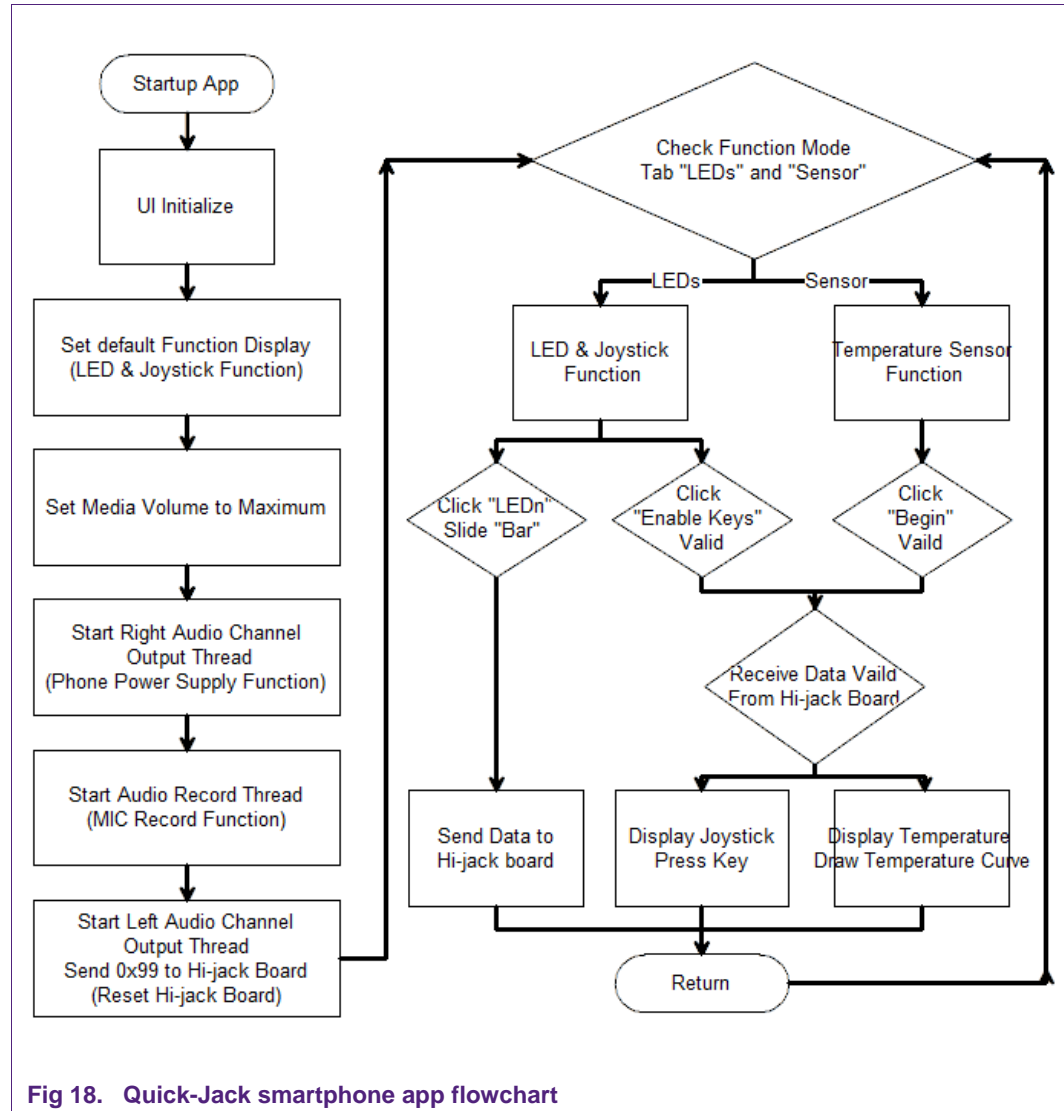 Startup App
UI Initialize
Set default Function Display
(LED & Joystick Function)
Set Media Volume to Maximum
Start Right Audio Channel
Output Thread
(Phone Power Supply Function)
Start Audio Record Thread
(MIC Record Function)
Start Left Audio Channel
Output Thread
Send 0x99 to Hi-jack Board
(Reset Hi-jack Board)
Check Function Mode
Tab "LEDs" and "Sensor"
LEDs
Sensor
LED & Joystick
Function
Temperature Sensor
Function
Click "LEDn"
Slide "Bar"
Click
"Enable Keys"
Valid
Click
"Begin"
Vaild
Receive Data Vaild
From Hi-jack Board
Send Data to
Hi-jack board
Display Joystick
Press Key
Display Temperature
Draw Temperature Curve
Return
Fig 18. Quick-Jack smartphone app flowchart